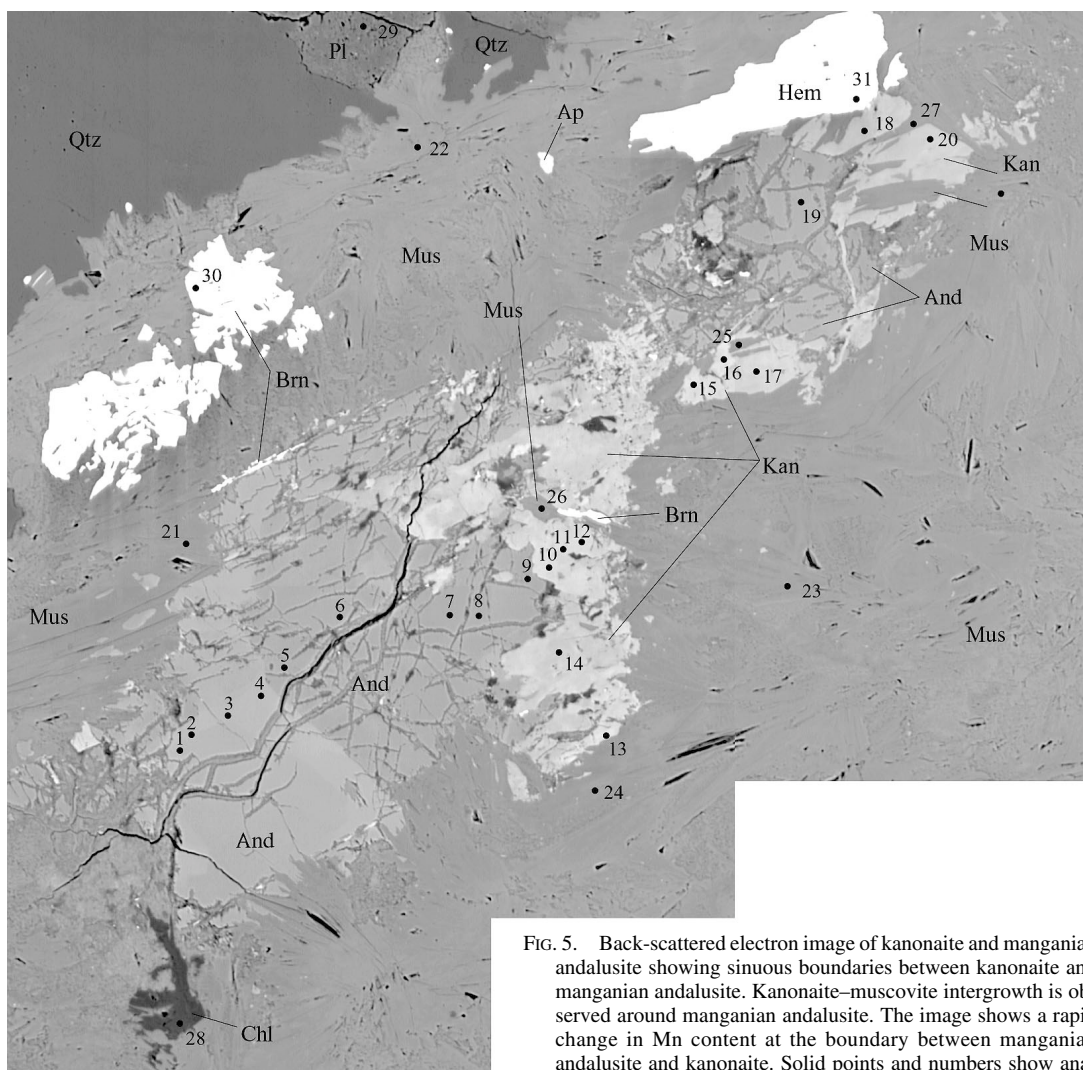 29
Pl
Qtz
Hem
31
Ap
18
27
20
Qtz
22
Kan
19
Mus
Mus
30
And
Mus
25
16
17
15
Brn
Kan
26
Brn
21
11
12
10
9
23
6
7
8
Mus
Mus
14
5
And
4
3
2
1
13
24
And
28
Chl
FIG. 5. Back-scattered electron image of kanonaite and mangania
andalusite showing sinuous boundaries between kanonaite an
manganian andalusite. Kanonaite–muscovite intergrowth is ob
served around manganian andalusite. The image shows a rapi
change in Mn content at the boundary between mangania
andalusite and kanonaite. Solid points and numbers show ana